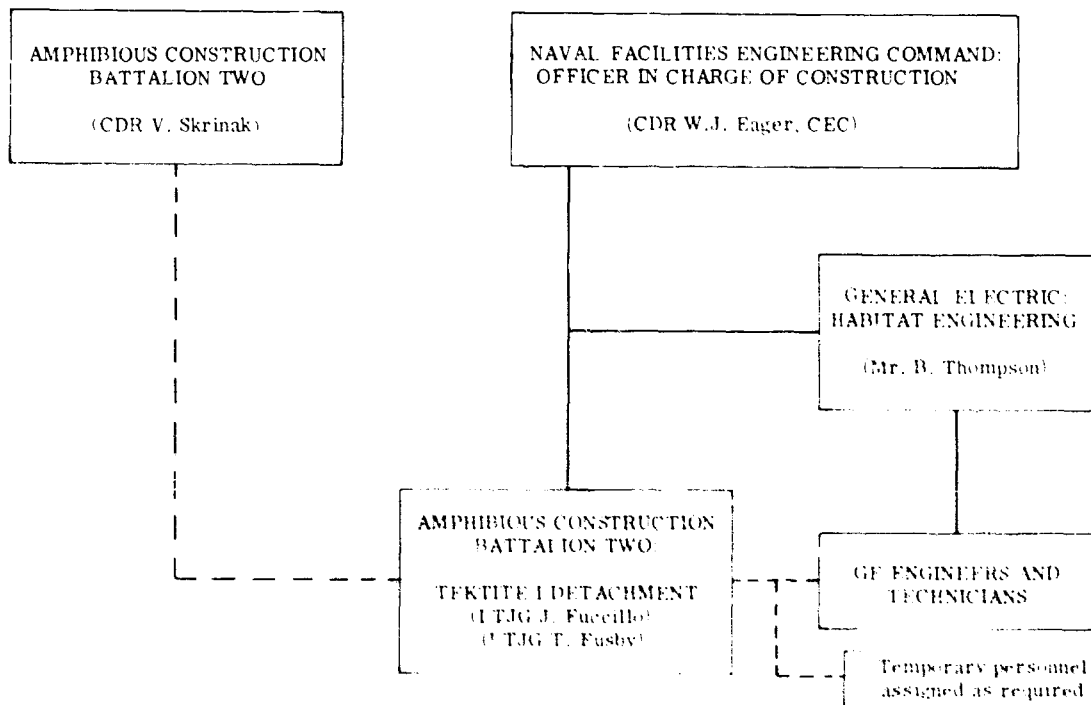 AMPHIBIOUS CONSTRUCTION
BATTALION TWO
(CDR V. Skrinak)
NAVAL FACILITIES ENGINEERING COMMAND:
OFFICER IN CHARGE OF CONSTRUCTION
(CDR W.J. Eager, CEC)
GENERAL ELECTRIC:
HABITAT ENGINEERING
(Mr. B. Thompson)
AMPHIBIOUS CONSTRUCTION
BATTALION TWO
TEKTITE I DETACHMENT
(LTJG J. Fuccillo)
(LTJG T. Fusby)
GE ENGINEERS AND
TECHNICIANS
Temporary personnel
assigned as required